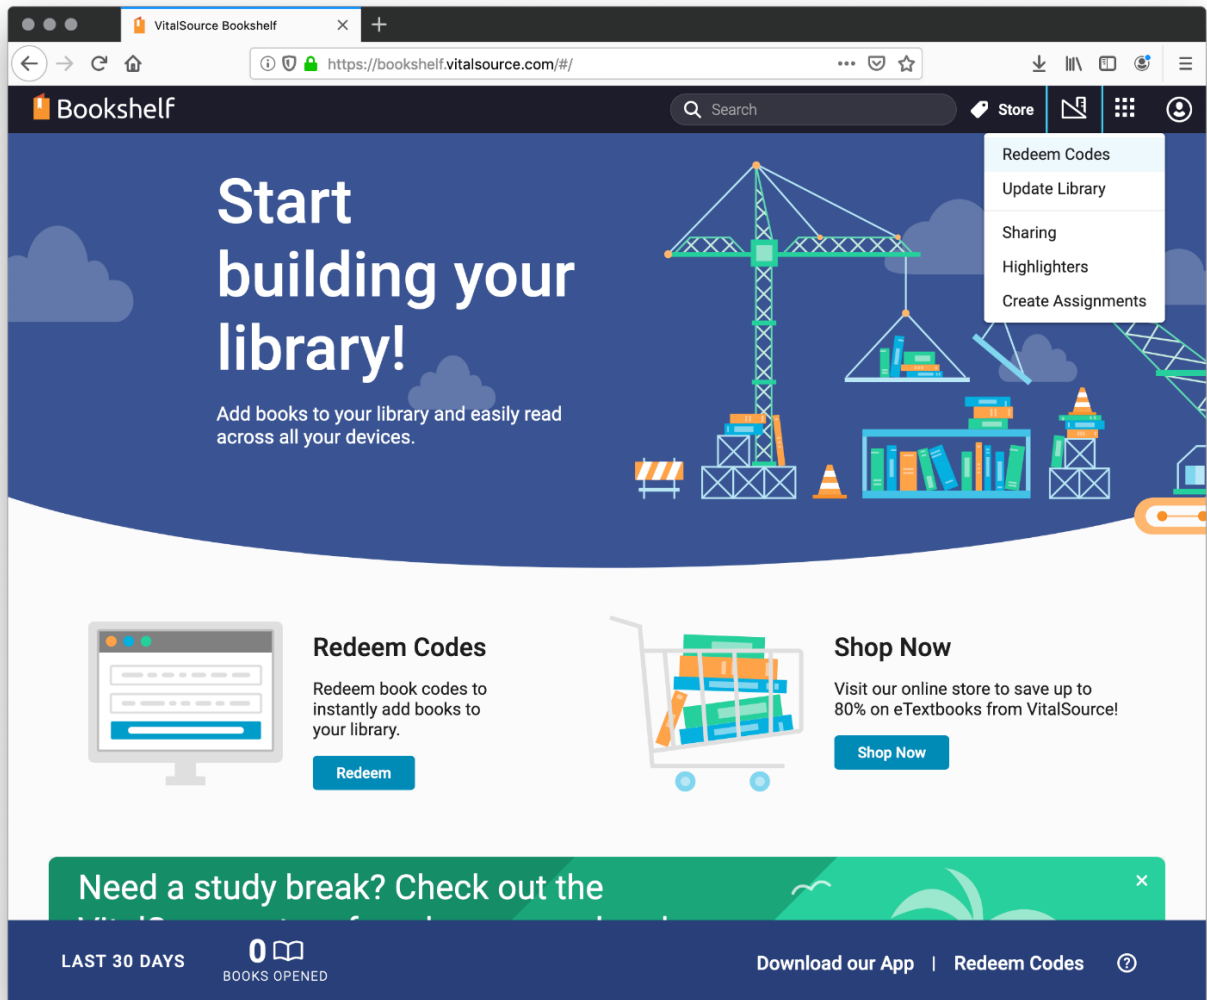 VitalSource Bookshelf
https://bookshelf.vitalsource.com/#/
Bookshelf
Search
Store
Redeem Codes
Update Library
Sharing
Highlighters
Create Assignments
Start
building your
library!
Add books to your library and easily read
across all your devices.
Redeem Codes
Redeem book codes to
instantly add books to
your library.
Redeem
Shop Now
Visit our online store to save up to
80% on eTextbooks from VitalSource!
Shop Now
Need a study break? Check out the
LAST 30 DAYS
0
BOOKS OPENED
Download our App | Redeem Codes